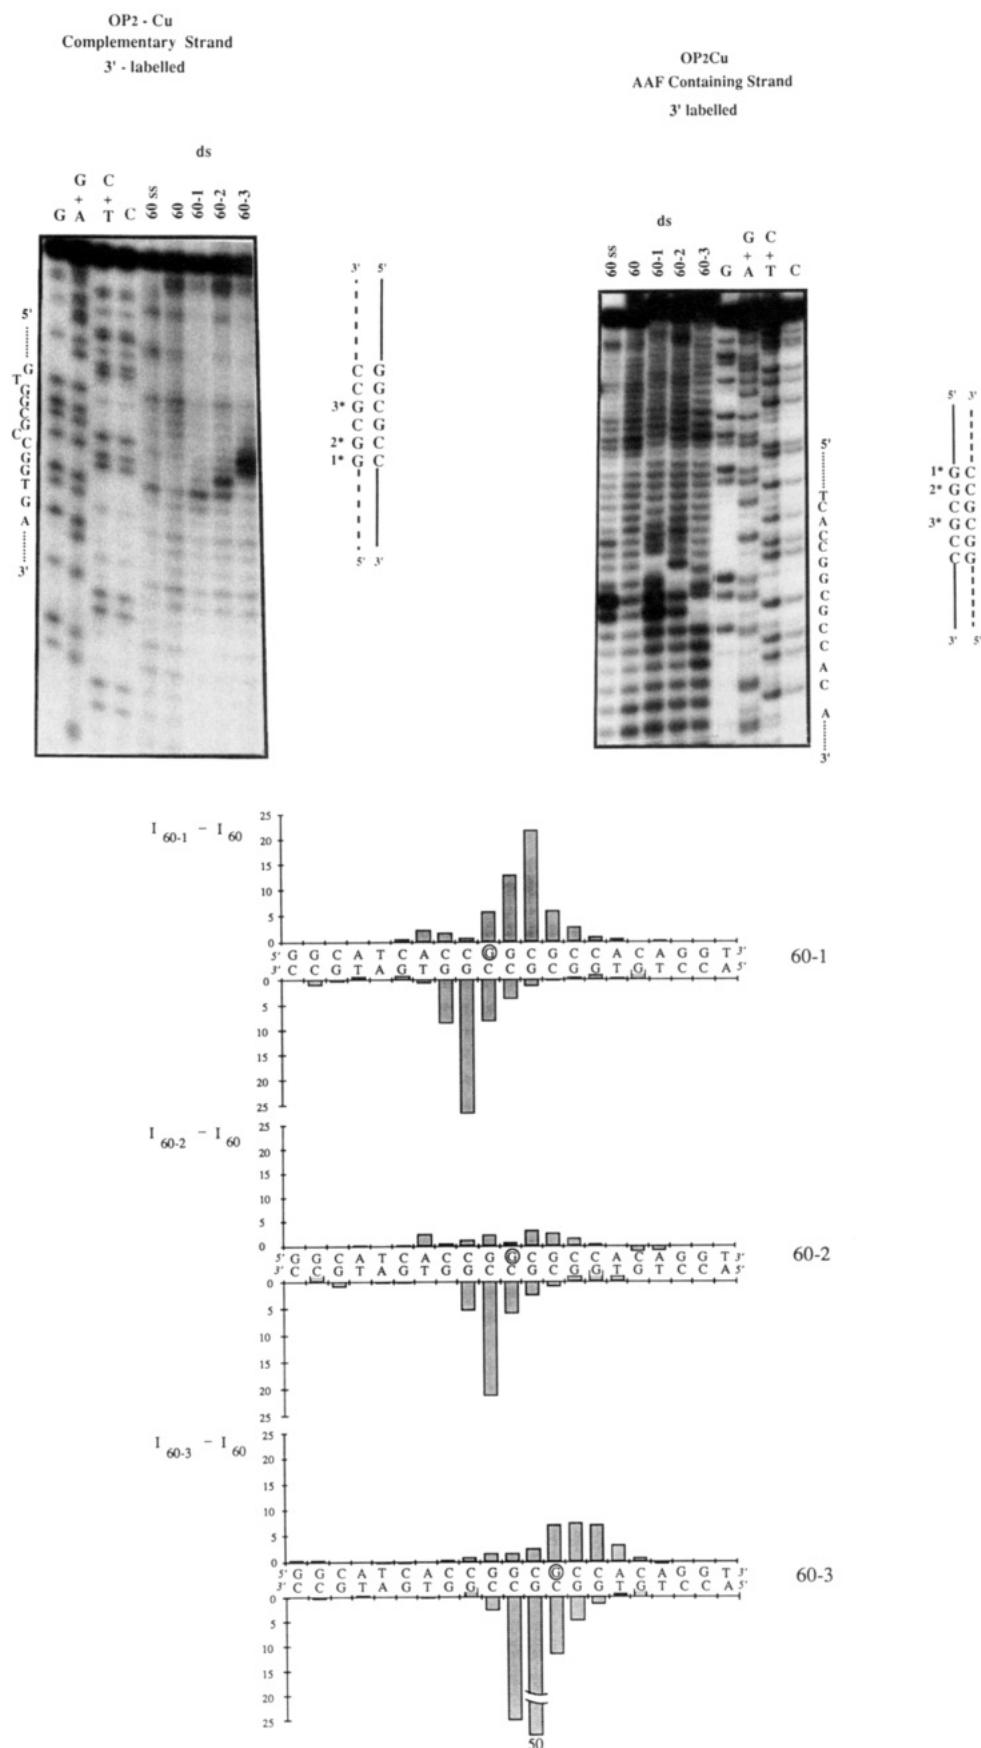 OP2 - Cu
Complementary Strand
3' - labelled
OP2Cu
AAF Containing Strand
3' labelled
ds
G G+A C+T C 60 ss 60 60-1 60-2 60-3
5'
G
T
G
G
C
G
C
C
G
G
T
G
A
3'
3' 5'
C G
C G
3* G C
C G
2* G C
1* G C
5' 3'
ds
60 ss 60 60-1 60-2 60-3 G G+A C+T C
5'
T
C
A
C
C
G
G
C
G
C
C
A
C
A
3'
5' 3'
1* G C
2* G C
C G
3* G C
C G
C G
3' 5'
I 60-1 - I 60
25
20
15
10
5
0
5' G G C A T C A C C G G C G C C A C A G G T 3'
3' C C G T A G T G G C C G C G G T G T C C A 5'
60-1
0
5
10
15
20
25
I 60-2 - I 60
25
20
15
10
5
0
5' G G C A T C A C C G G C G C C A C A G G T 3'
3' C C G T A G T G G C C G C G G T G T C C A 5'
60-2
0
5
10
15
20
25
I 60-3 - I 60
25
20
15
10
5
0
5' G G C A T C A C C G G C G C C A C A G G T 3'
3' C C G T A G T G G C C G C G G T G T C C A 5'
60-3
0
5
10
15
20
25
50